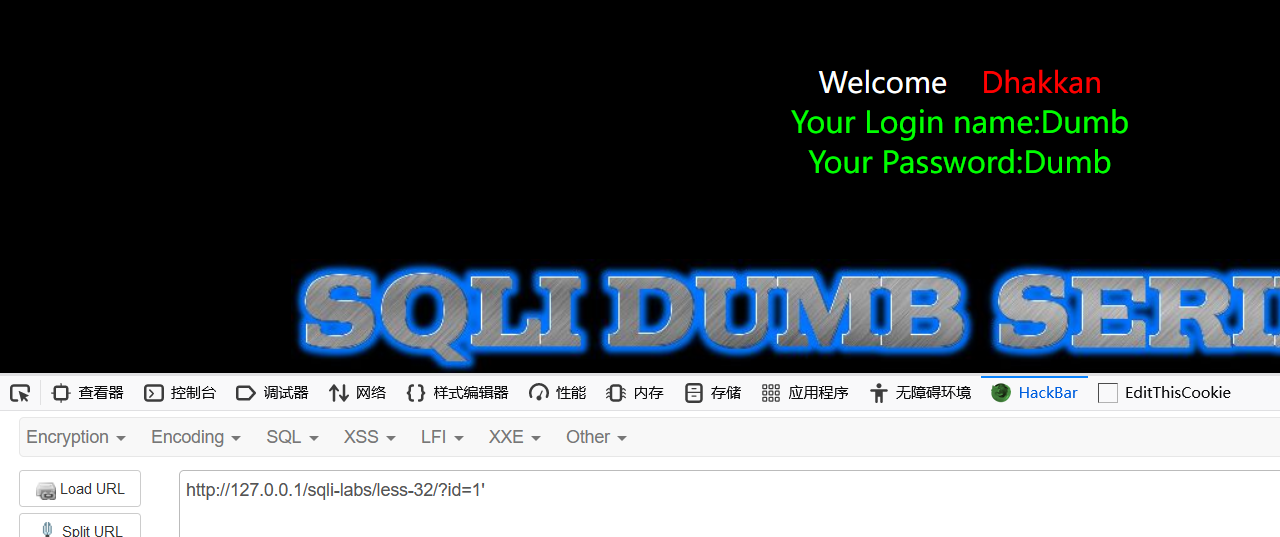 Welcome Dhakkan
Your Login name:Dumb
Your Password:Dumb
SQLI DUMB SERI
查看器 控制台 调试器 网络 样式编辑器 性能 内存 存储 应用程序 无障碍环境 HackBar EditThisCookie
Encryption Encoding SQL XSS LFI XXE Other
Load URL
http://127.0.0.1/sqli-labs/less-32/?id=1'
Split URL